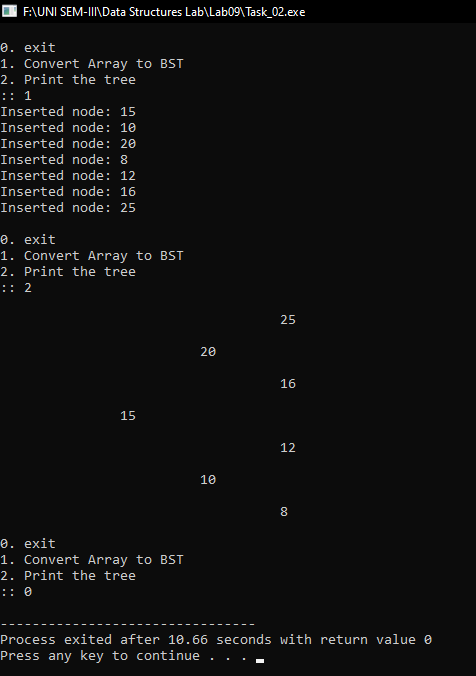 F:\UNI SEM-III\Data Structures Lab\Lab09\Task_02.exe
0. exit
1. Convert Array to BST
2. Print the tree
:: 1
Inserted node: 15
Inserted node: 10
Inserted node: 20
Inserted node: 8
Inserted node: 12
Inserted node: 16
Inserted node: 25
0. exit
1. Convert Array to BST
2. Print the tree
:: 2
25
20
16
15
12
10
8
0. exit
1. Convert Array to BST
2. Print the tree
:: 0
--------------------------------
Process exited after 10.66 seconds with return value 0
Press any key to continue . . .